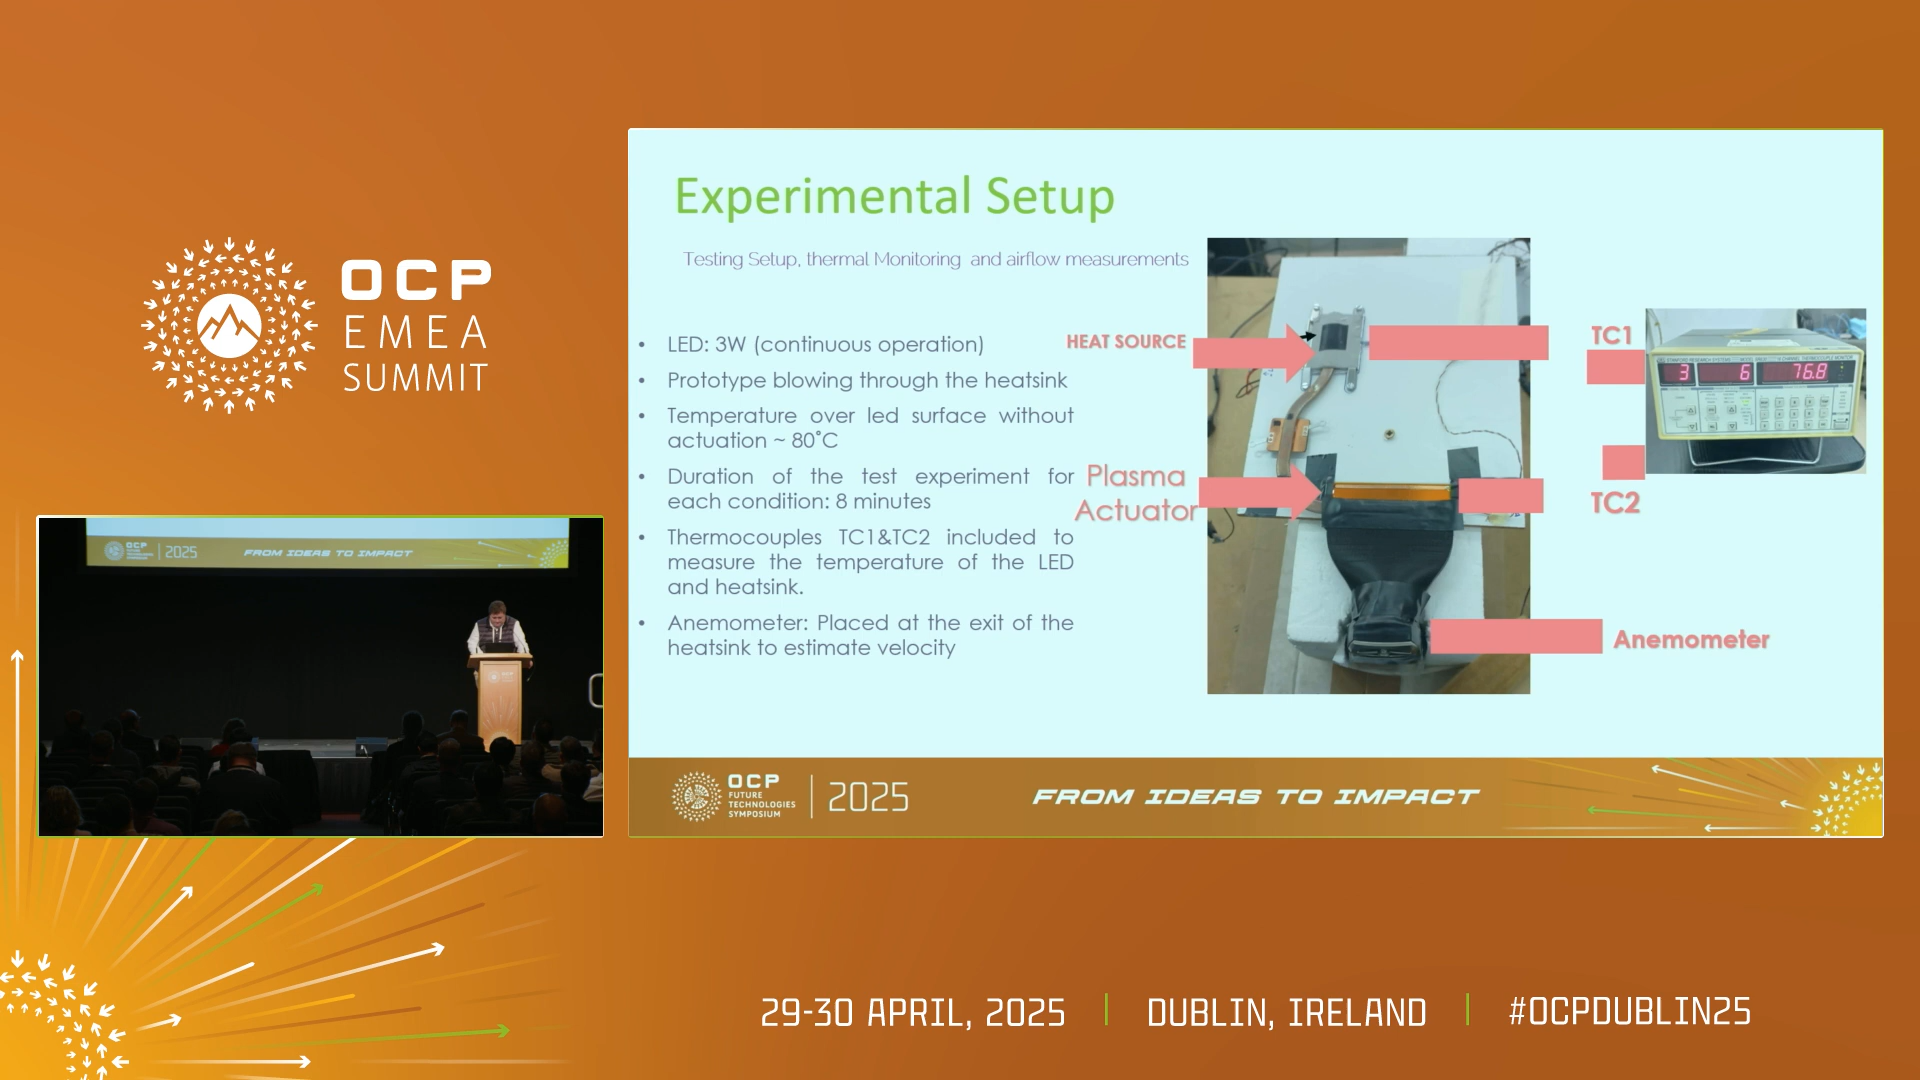 OCP
EMEA
SUMMIT
OCP
2025
FROM IDEAS TO IMPACT
Experimental Setup
Testing Setup, thermal Monitoring and airflow measurements
• LED: 3W (continuous operation)
• Prototype blowing through the heatsink
• Temperature over led surface without
actuation ~ 80°C
• Duration of the test experiment for
each condition: 8 minutes
• Thermocouples TC1&TC2 included to
measure the temperature of the LED
and heatsink.
• Anemometer: Placed at the exit of the
heatsink to estimate velocity
HEAT SOURCE
Plasma
Actuator
TC1
3 6 76.8
TC2
Anemometer
OCP
FUTURE
TECHNOLOGIES
SYMPOSIUM
2025
FROM IDEAS TO IMPACT
29-30 APRIL, 2025
DUBLIN, IRELAND
#OCPDUBLIN25